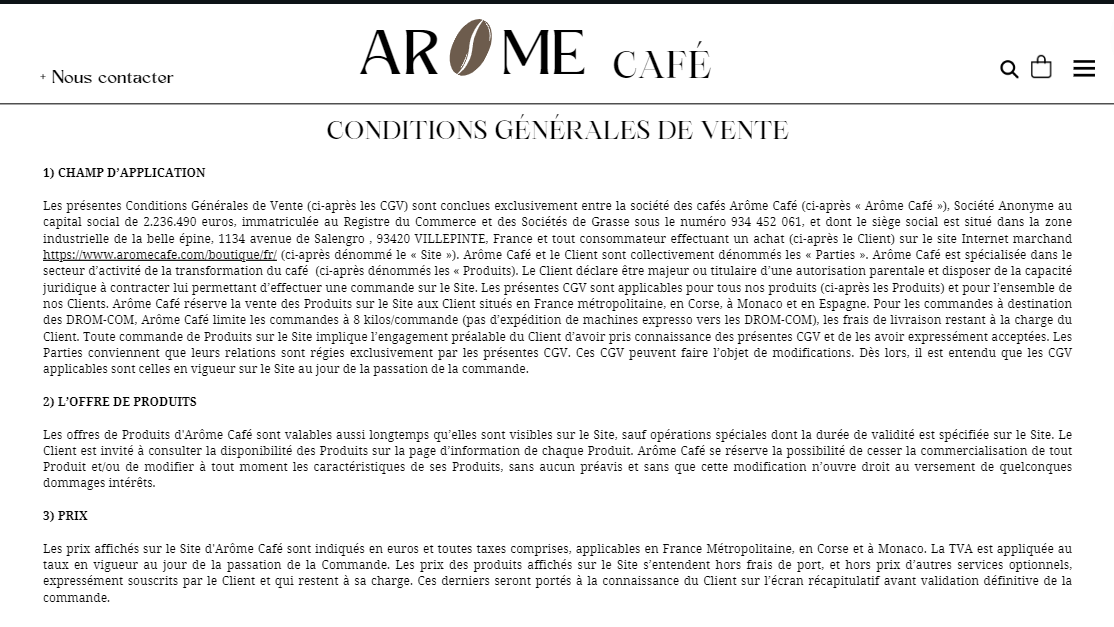 + Nous contacter
AROME CAFÉ
CONDITIONS GÉNÉRALES DE VENTE
1) CHAMP D’APPLICATION
Les présentes Conditions Générales de Vente (ci-après les CGV) sont conclues exclusivement entre la société des cafés Arôme Café (ci-après « Arôme Café »), Société Anonyme au
capital social de 2.236.490 euros, immatriculée au Registre du Commerce et des Sociétés de Grasse sous le numéro 934 452 061, et dont le siège social est situé dans la zone
industrielle de la belle épine, 1134 avenue de Salengro , 93420 VILLEPINTE, France et tout consommateur effectuant un achat (ci-après le Client) sur le site Internet marchand
https://www.aromecafe.com/boutique/fr/ (ci-après dénommé le « Site »). Arôme Café et le Client sont collectivement dénommés les « Parties ». Arôme Café est spécialisée dans le
secteur d’activité de la transformation du café (ci-après dénommés les « Produits). Le Client déclare être majeur ou titulaire d’une autorisation parentale et disposer de la capacité
juridique à contracter lui permettant d’effectuer une commande sur le Site. Les présentes CGV sont applicables pour tous nos produits (ci-après les Produits) et pour l’ensemble de
nos Clients. Arôme Café réserve la vente des Produits sur le Site aux Client situés en France métropolitaine, en Corse, à Monaco et en Espagne. Pour les commandes à destination
des DROM-COM, Arôme Café limite les commandes à 8 kilos/commande (pas d’expédition de machines expresso vers les DROM-COM), les frais de livraison restant à la charge du
Client. Toute commande de Produits sur le Site implique l’engagement préalable du Client d’avoir pris connaissance des présentes CGV et de les avoir expressément acceptées. Les
Parties conviennent que leurs relations sont régies exclusivement par les présentes CGV. Ces CGV peuvent faire l’objet de modifications. Dès lors, il est entendu que les CGV
applicables sont celles en vigueur sur le Site au jour de la passation de la commande.
2) L’OFFRE DE PRODUITS
Les offres de Produits d'Arôme Café sont valables aussi longtemps qu’elles sont visibles sur le Site, sauf opérations spéciales dont la durée de validité est spécifiée sur le Site. Le
Client est invité à consulter la disponibilité des Produits sur la page d’information de chaque Produit. Arôme Café se réserve la possibilité de cesser la commercialisation de tout
Produit et/ou de modifier à tout moment les caractéristiques de ses Produits, sans aucun préavis et sans que cette modification n’ouvre droit au versement de quelconques
dommages intérêts.
3) PRIX
Les prix affichés sur le Site d'Arôme Café sont indiqués en euros et toutes taxes comprises, applicables en France Métropolitaine, en Corse et à Monaco. La TVA est appliquée au
taux en vigueur au jour de la passation de la Commande. Les prix des produits affichés sur le Site s’entendent hors frais de port, et hors prix d’autres services optionnels,
expressément souscrits par le Client et qui restent à sa charge. Ces derniers seront portés à la connaissance du Client sur l’écran récapitulatif avant validation définitive de la
commande.